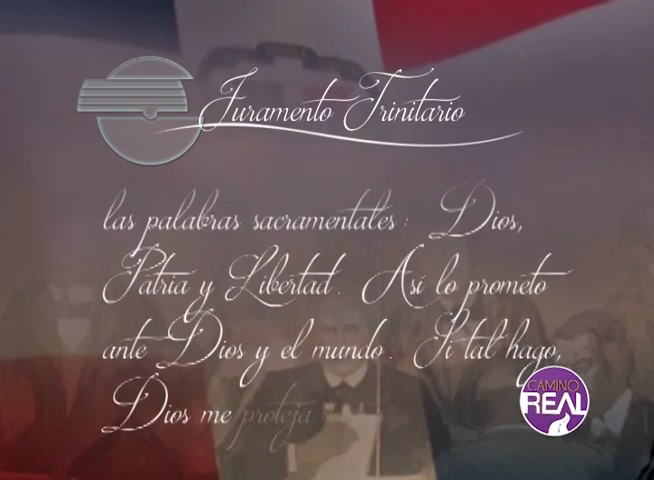 Juramento Trinitario
las palabras sacramentales: Dios,
Patria y Libertad. Así lo prometo
ante Dios y el mundo. Si tal hago,
Dios me proteja
CAMINO
REAL